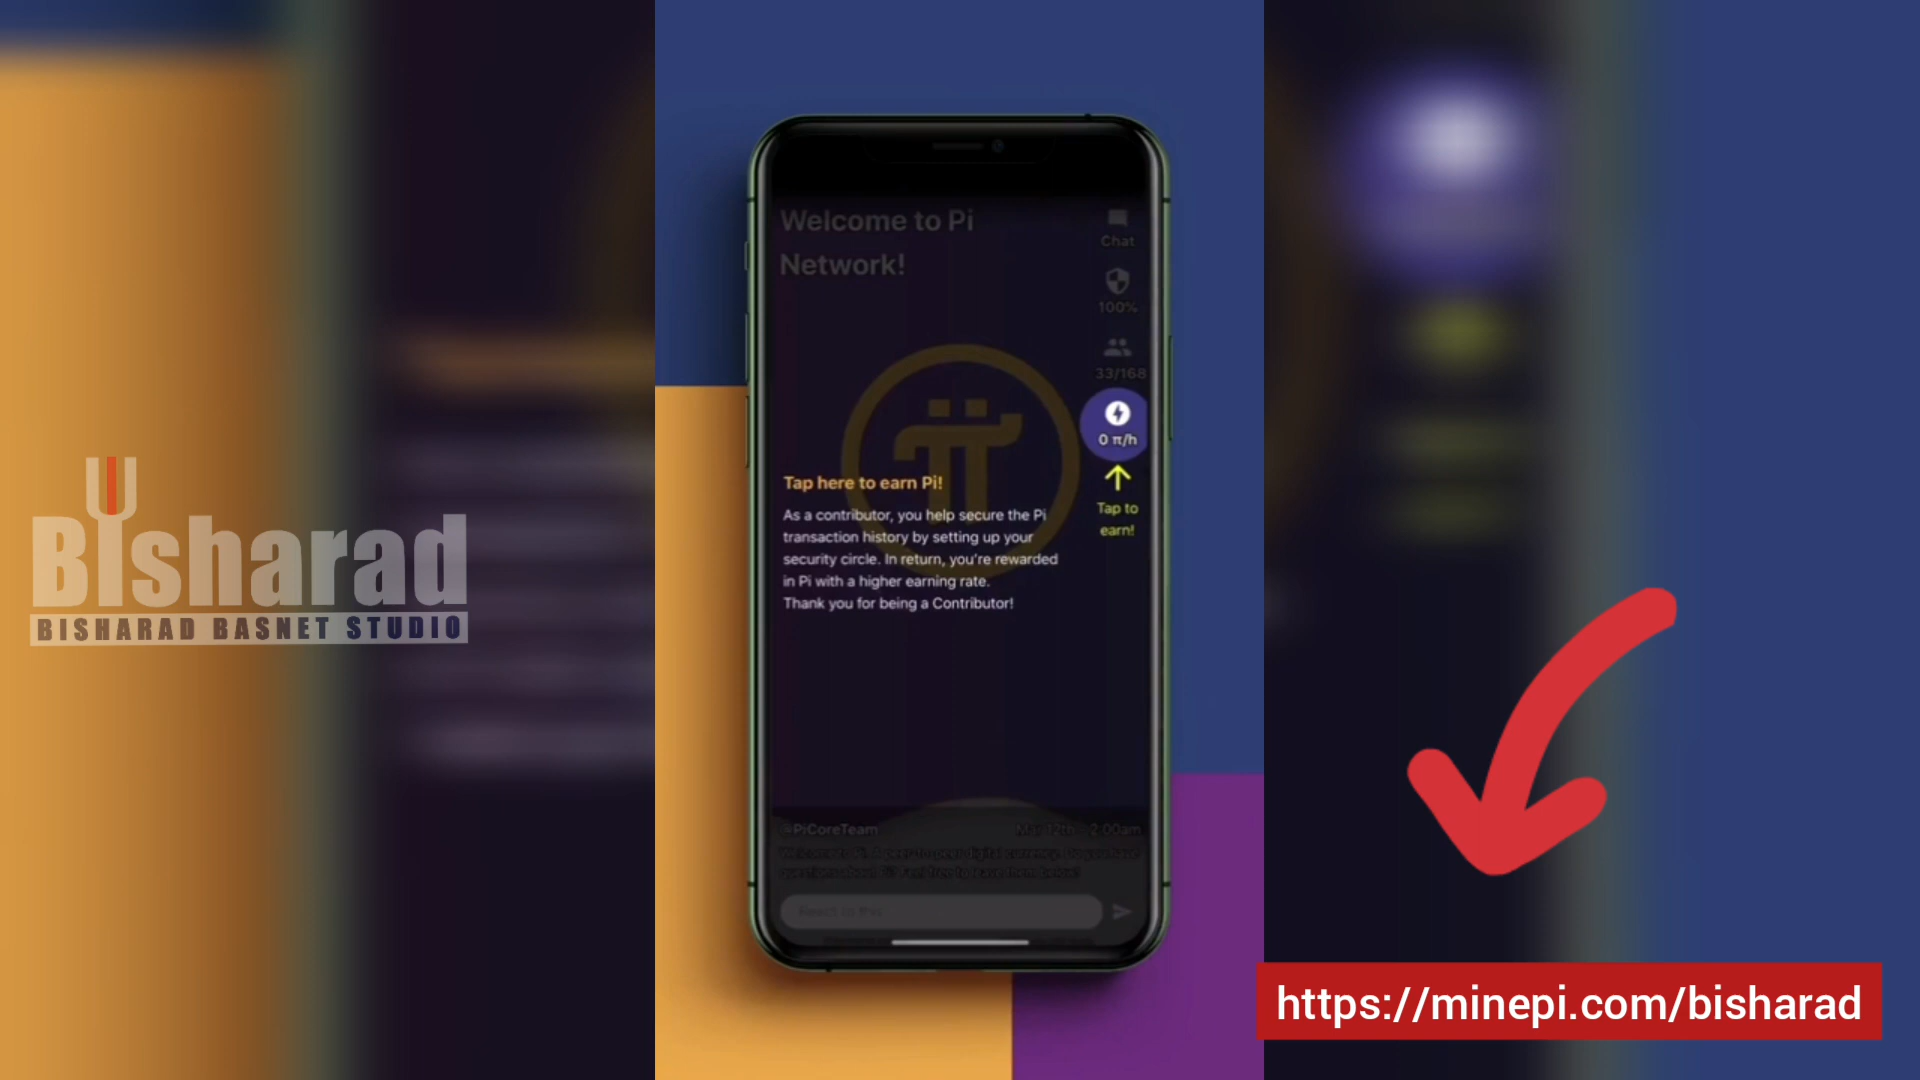 Welcome to Pi
Network!
Chat
100%
33/168
0 π/h
Tap to
earn!
Tap here to earn Pi!
As a contributor, you help secure the Pi
transaction history by setting up your
security circle. In return, you're rewarded
in Pi with a higher earning rate.
Thank you for being a Contributor!
@PiCoreTeam
2:00am
Bisharad
BISHARAD BASNET STUDIO
https://minepi.com/bisharad